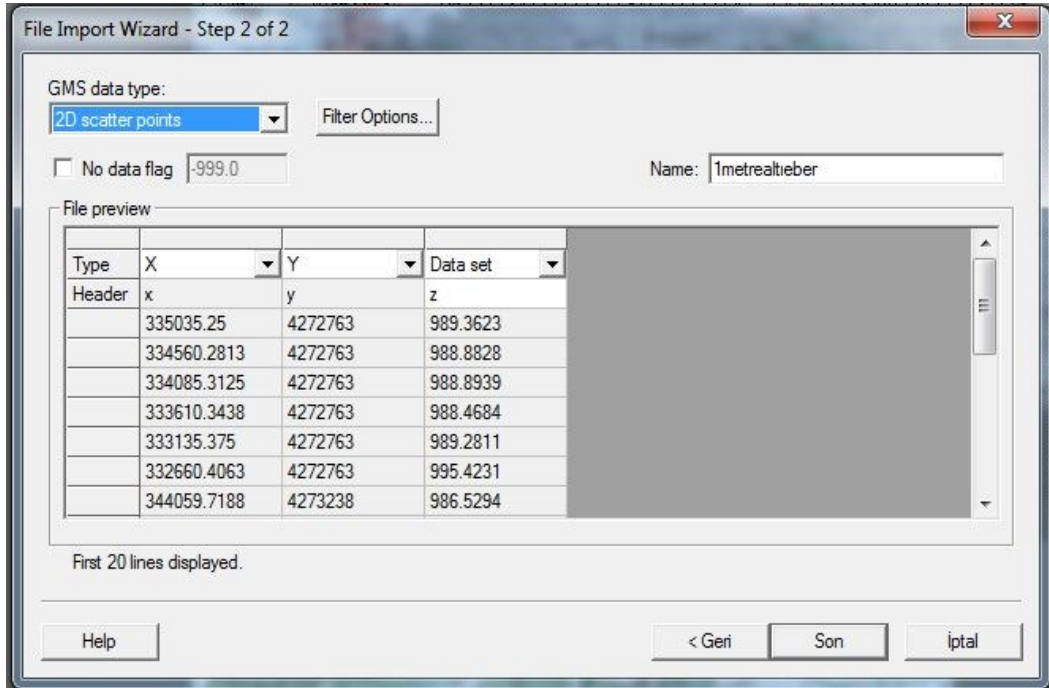 File Import Wizard - Step 2 of 2
GMS data type:
2D scatter points Filter Options...
No data flag -999.0 Name: 1metrealtıeber
File preview
Type X Y Data set
Header x y z
335035.25 4272763 989.3623
334560.2813 4272763 988.8828
334085.3125 4272763 988.8939
333610.3438 4272763 988.4684
333135.375 4272763 989.2811
332660.4063 4272763 995.4231
344059.7188 4273238 986.5294
First 20 lines displayed.
Help < Geri Son İptal